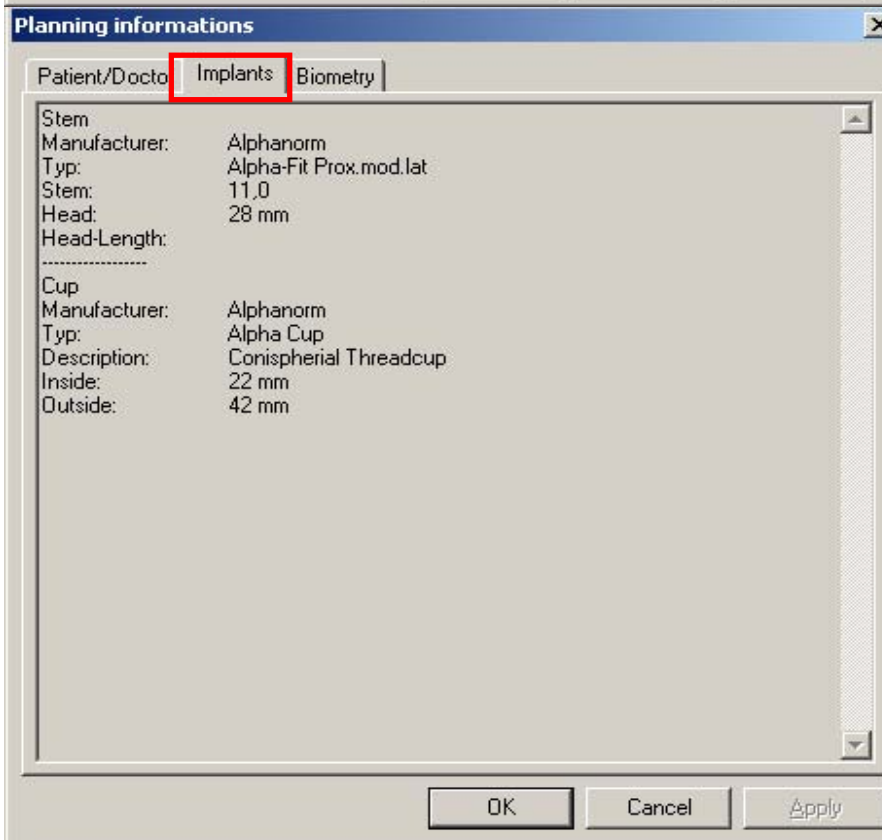 Planning informations
Patient/Docto Implants Biometry
Stem
Manufacturer: Alphanorm
Typ: Alpha-Fit Prox.mod.lat
Stem: 11,0
Head: 28 mm
Head-Length:
-----------------
Cup
Manufacturer: Alphanorm
Typ: Alpha Cup
Description: Conispherial Threadcup
Inside: 22 mm
Outside: 42 mm
OK Cancel Apply